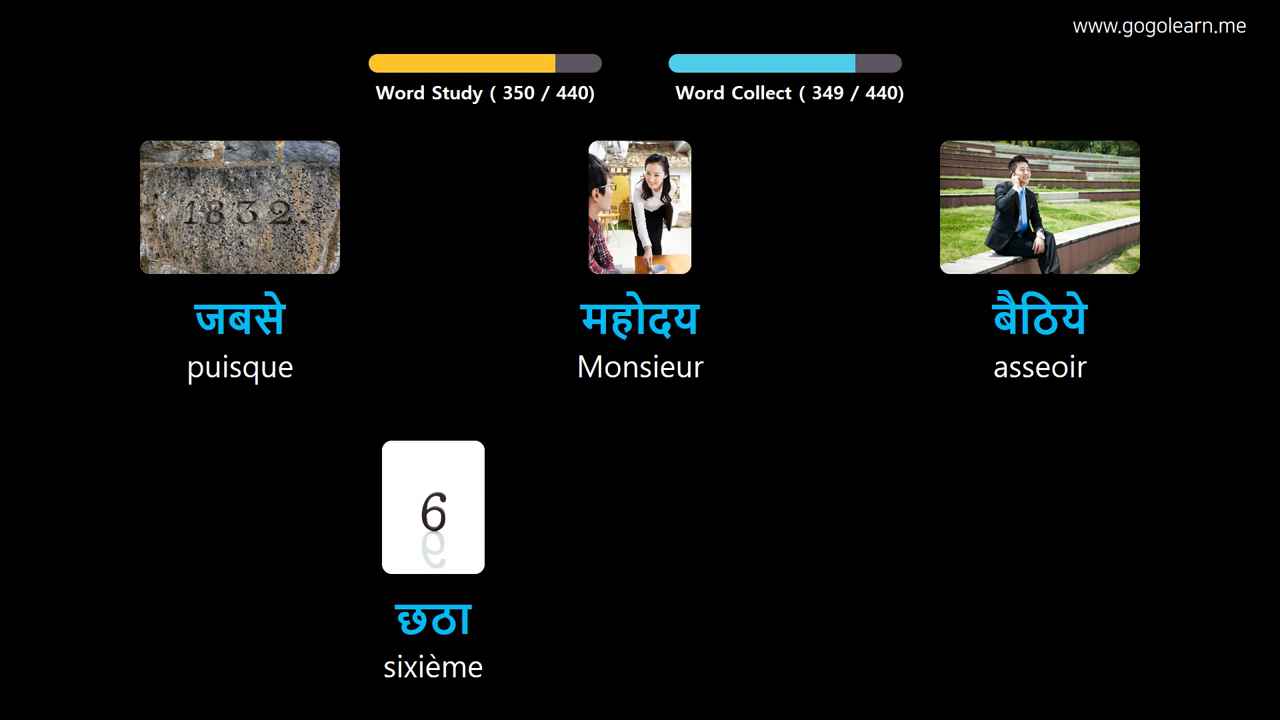 www.gogolearn.me
Word Study ( 350 / 440)
Word Collect ( 349 / 440)
1832.
जबसे
puisque
महोदय
Monsieur
बैठिये
asseoir
6
छठा
sixième